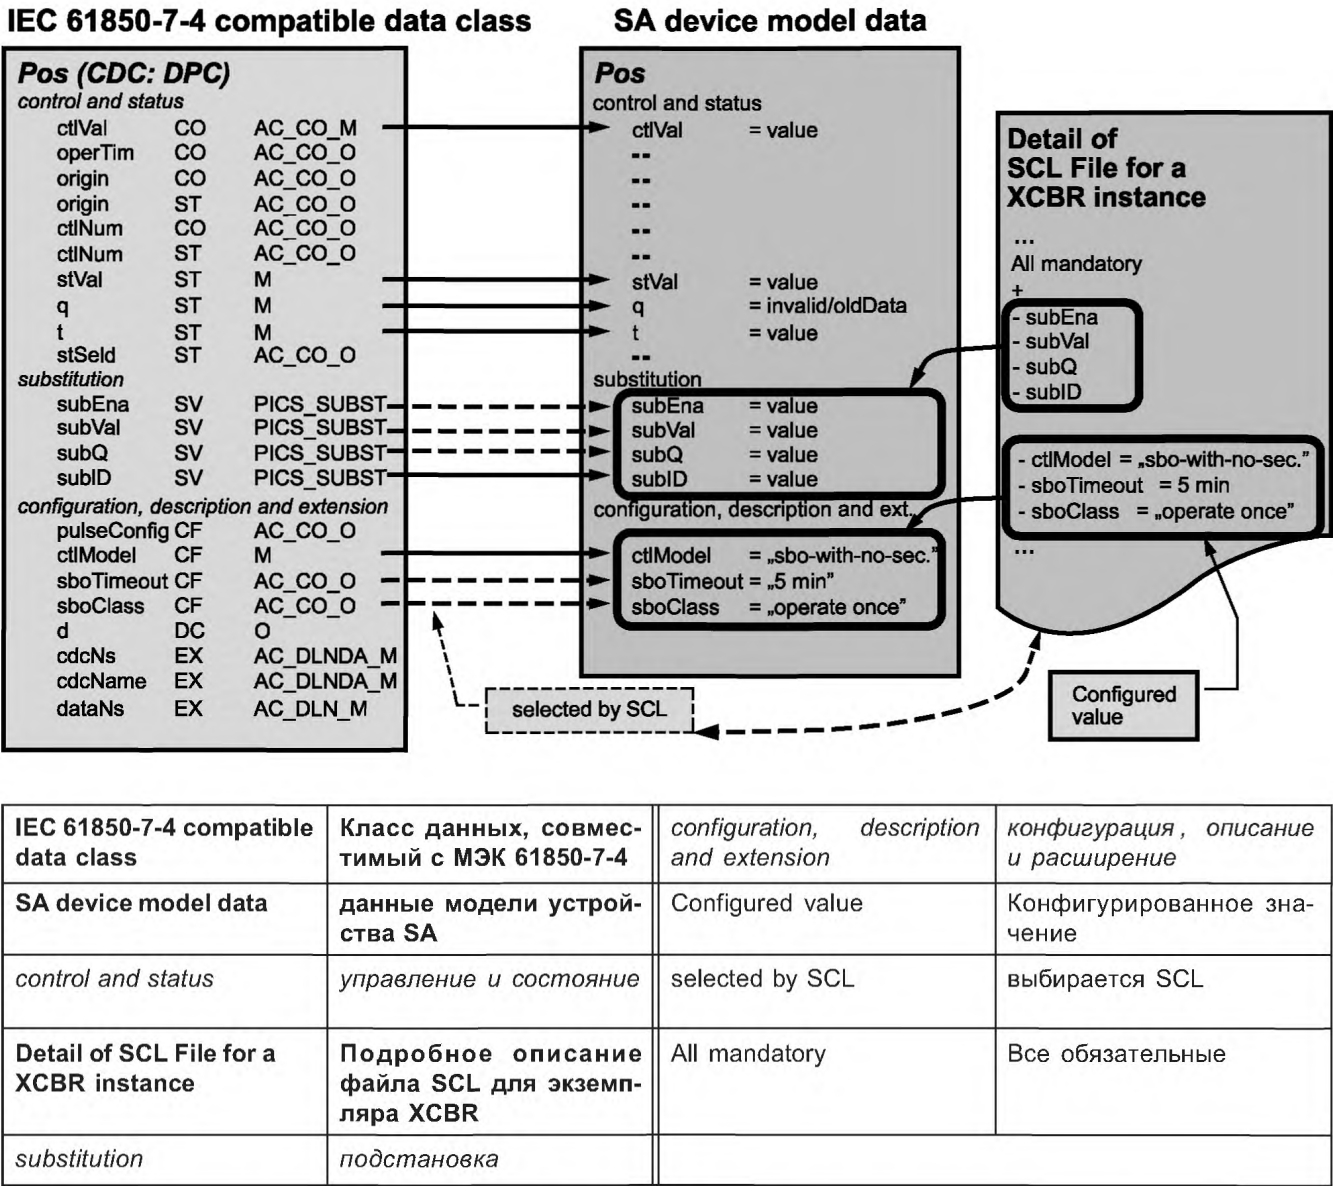 IEC 61850-7-4 compatible data class
SA device model data
Pos (CDC: DPC)
control and status
ctlVal CO AC_CO_M
operTim CO AC_CO_O
origin CO AC_CO_O
origin ST AC_CO_O
ctlNum CO AC_CO_O
ctlNum ST AC_CO_O
stVal ST M
q ST M
t ST M
stSeld ST AC_CO_O
substitution
subEna SV PICS_SUBST
subVal SV PICS_SUBST
subQ SV PICS_SUBST
subID SV PICS_SUBST
configuration, description and extension
pulseConfig CF AC_CO_O
ctlModel CF M
sboTimeout CF AC_CO_O
sboClass CF AC_CO_O
d DC O
cdcNs EX AC_DLNDA_M
cdcName EX AC_DLNDA_M
dataNs EX AC_DLN_M
Pos
control and status
ctlVal = value
--
--
--
--
--
stVal = value
q = invalid/oldData
t = value
--
substitution
subEna = value
subVal = value
subQ = value
subID = value
configuration, description and ext.
ctlModel = „sbo-with-no-sec.”
sboTimeout = „5 min”
sboClass = „operate once”
selected by SCL
Detail of
SCL File for a
XCBR instance
...
All mandatory
+
- subEna
- subVal
- subQ
- subID
- ctlModel = „sbo-with-no-sec.”
- sboTimeout = 5 min
- sboClass = „operate once”
...
Configured
value
IEC 61850-7-4 compatible
data class
Класс данных, совмес-
тимый с МЭК 61850-7-4
configuration, description
and extension
конфигурация, описание
и расширение
SA device model data
данные модели устрой-
ства SA
Configured value
Конфигурированное зна-
чение
control and status
управление и состояние
selected by SCL
выбирается SCL
Detail of SCL File for a
XCBR instance
Подробное описание
файла SCL для экземп-
ляра XCBR
All mandatory
Все обязательные
substitution
подстановка